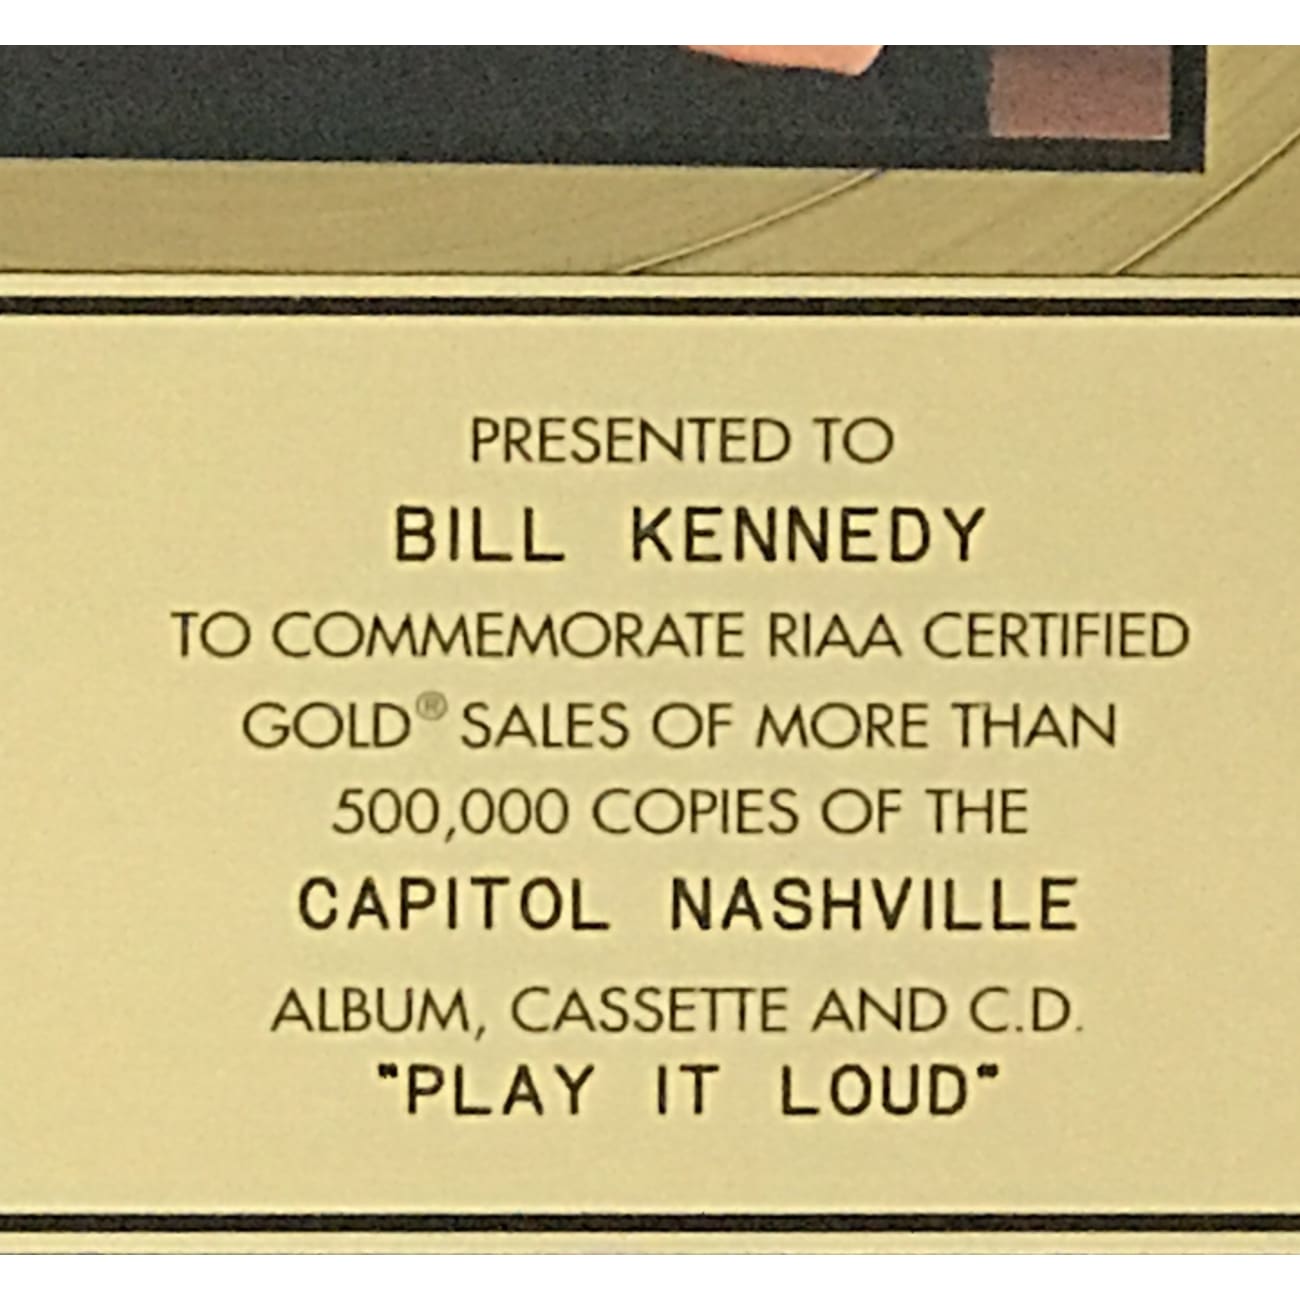 PRESENTED TO
BILL KENNEDY
TO COMMEMORATE RIAA CERTIFIED
GOLD® SALES OF MORE THAN
500,000 COPIES OF THE
CAPITOL NASHVILLE
ALBUM, CASSETTE AND C.D.
"PLAY IT LOUD"